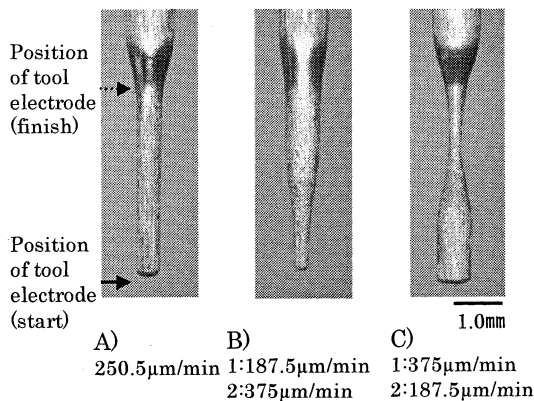 Position
of tool
electrode
(finish)
Position
of tool
electrode
(start)
1.0mm
A)
250.5μm/min
B)
1:187.5μm/min
2:375μm/min
C)
1:375μm/min
2:187.5μm/min